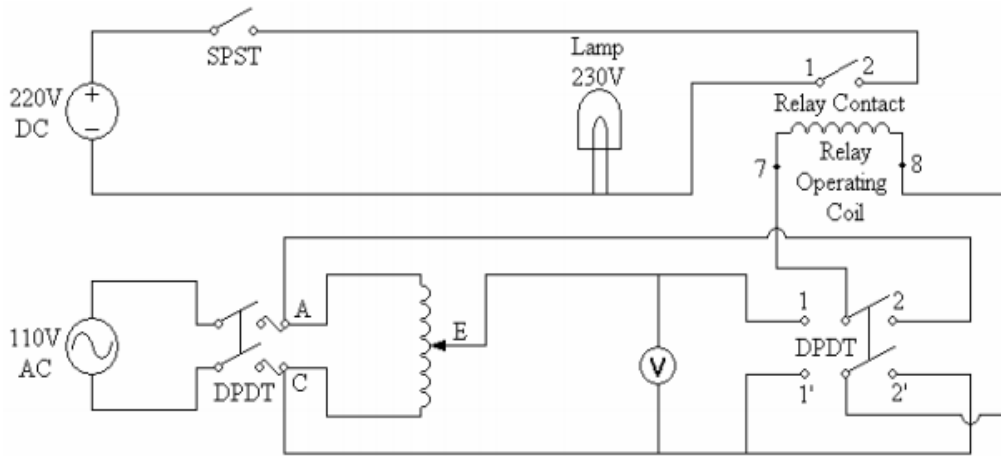 SPST
Lamp
230V
1 2
Relay Contact
220V
DC
+
−
7
8
Relay
Operating
Coil
A
E
1 2
110V
AC
V
DPDT
DPDT
C
1' 2'